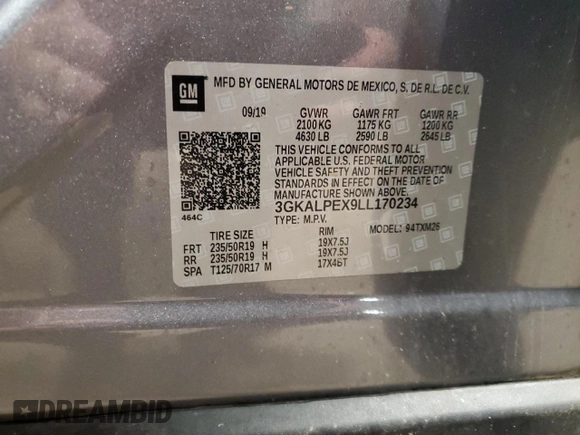 GM
MFD BY GENERAL MOTORS DE MEXICO, S. DE R.L. DE C.V.
09/19 GVWR GAWR FRT GAWR RR
2100 KG 1175 KG 1200 KG
4630 LB 2590 LB 2645 LB
THIS VEHICLE CONFORMS TO ALL
APPLICABLE U.S. FEDERAL MOTOR
VEHICLE SAFETY AND THEFT PREVENTION
STANDARDS IN EFFECT ON THE DATE OF
MANUFACTURE SHOWN ABOVE.
3GKALPEX9LL170234
464C TYPE: M.P.V. MODEL: 94TXM26
TIRE SIZE RIM
FRT 235/50R19 H 19X7.5J
RR 235/50R19 H 19X7.5J
SPA T125/70R17 M 17X4BT
DREAMBID